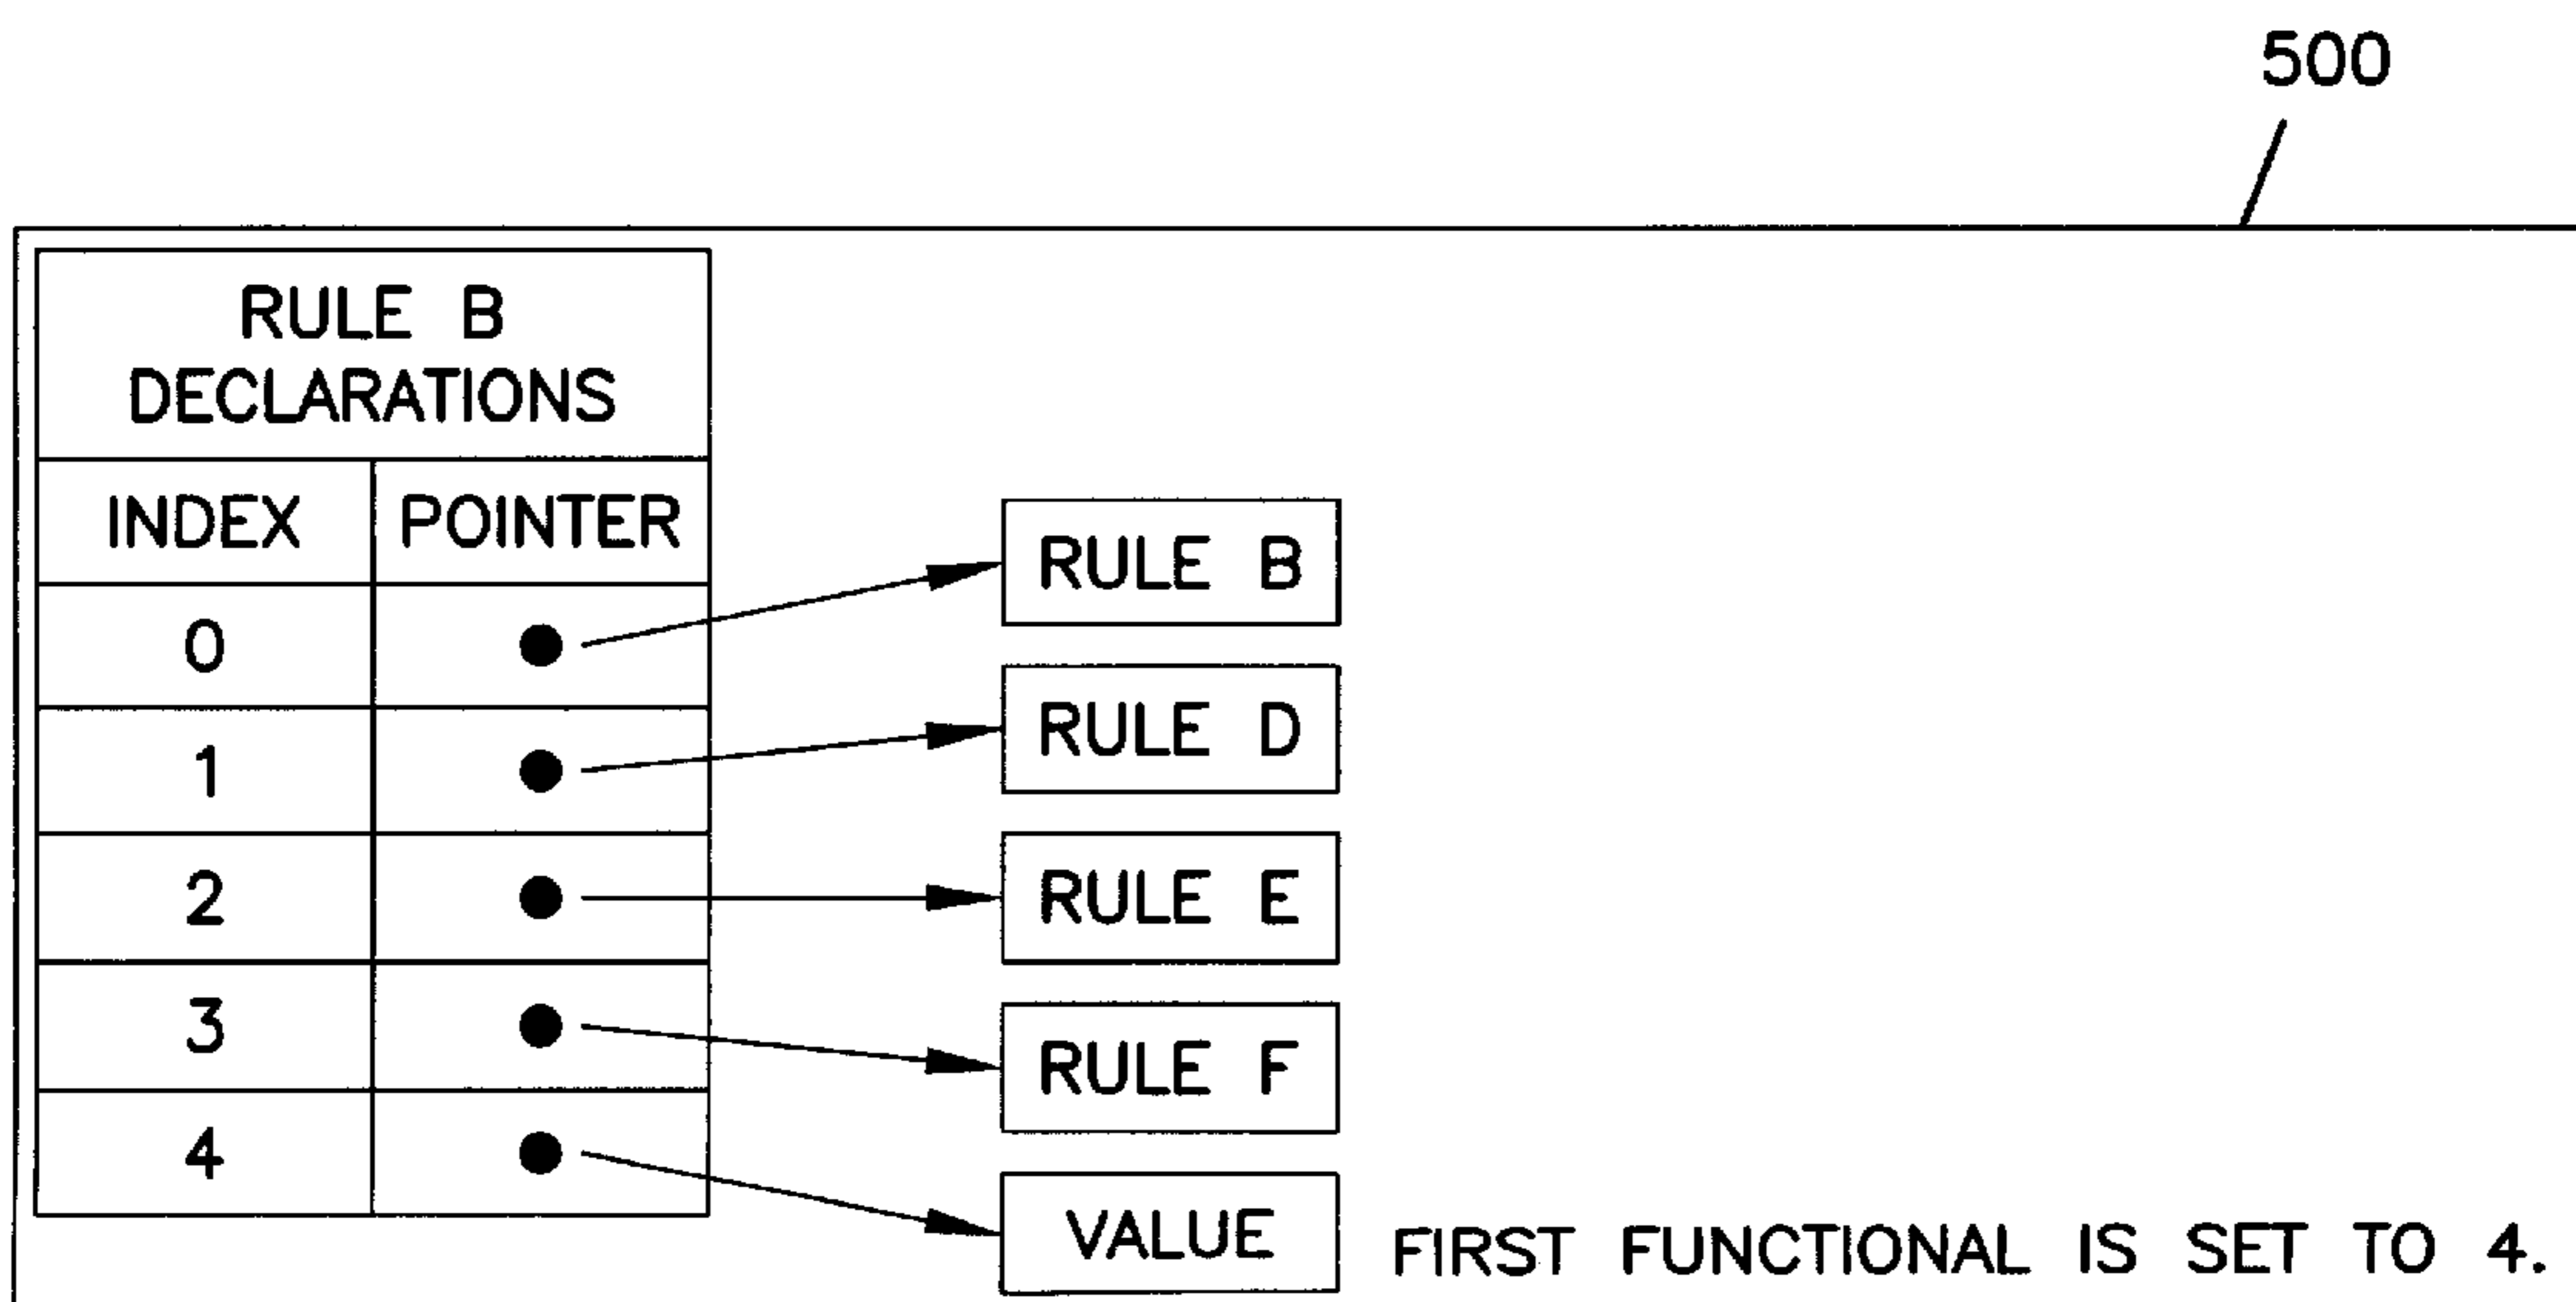 500
RULE B
DECLARATIONS
INDEX POINTER
0
RULE B
1
RULE D
2
RULE E
3
RULE F
4
VALUE FIRST FUNCTIONAL IS SET TO 4.